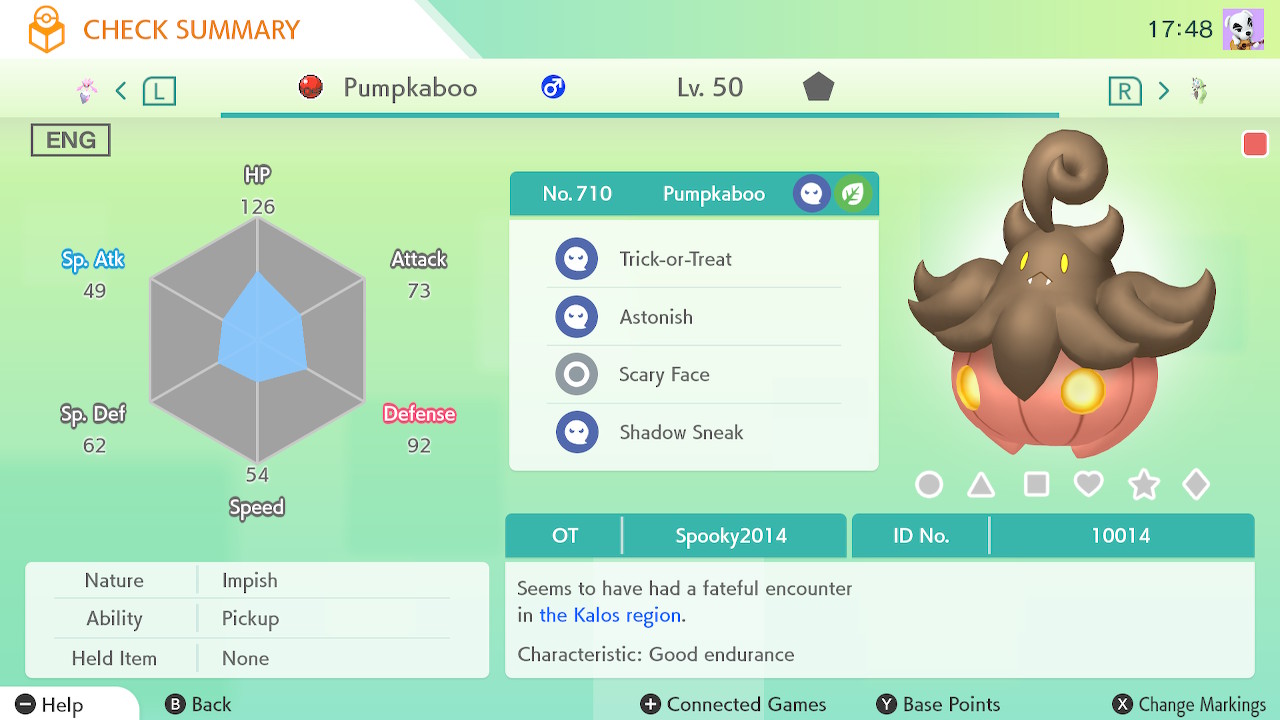 CHECK SUMMARY
17:48
L
Pumpkaboo
Lv. 50
R
ENG
HP
126
Sp. Atk
49
Attack
73
Sp. Def
62
Defense
92
54
Speed
No. 710 Pumpkaboo
Trick-or-Treat
Astonish
Scary Face
Shadow Sneak
OT Spooky2014
ID No. 10014
Nature Impish
Ability Pickup
Held Item None
Seems to have had a fateful encounter
in the Kalos region.
Characteristic: Good endurance
Help
B Back
Connected Games
Y Base Points
X Change Markings